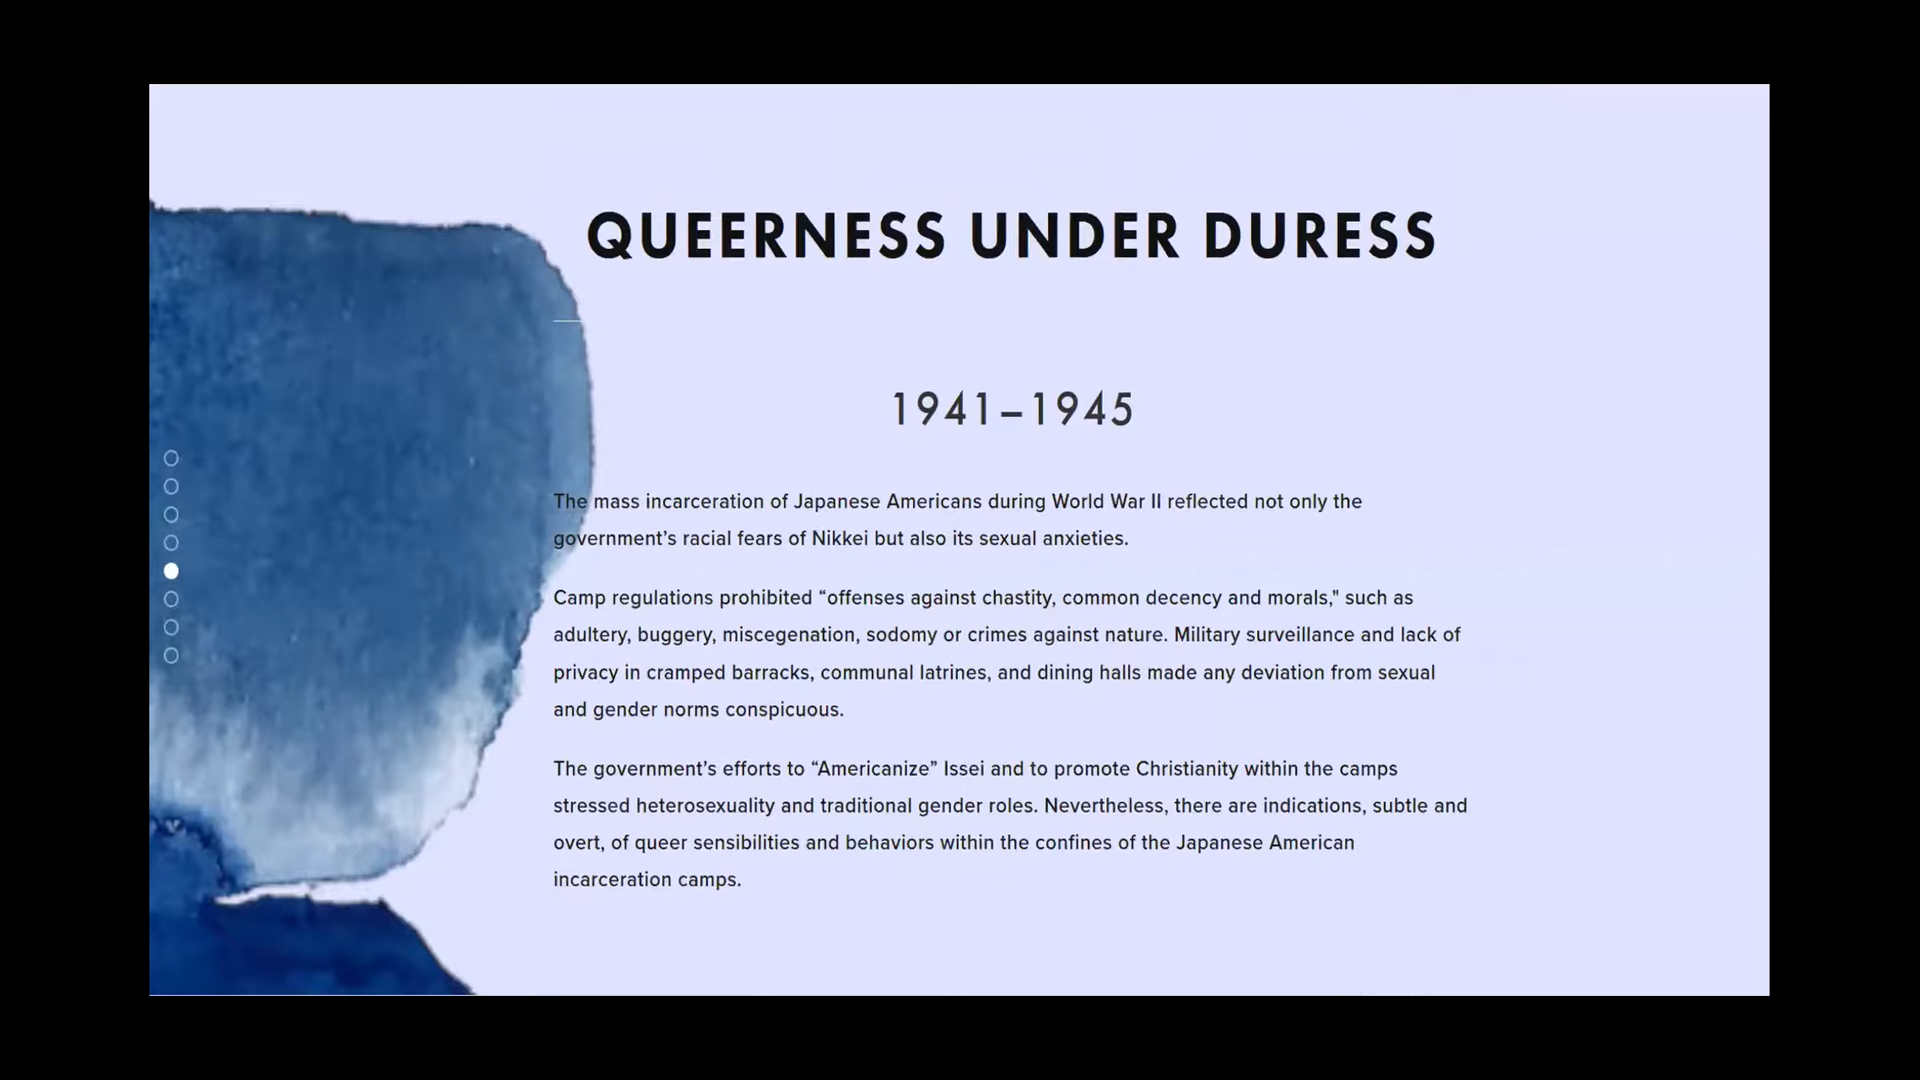 QUEERNESS UNDER DURESS
1941–1945
The mass incarceration of Japanese Americans during World War II reflected not only the
government’s racial fears of Nikkei but also its sexual anxieties.
Camp regulations prohibited “offenses against chastity, common decency and morals," such as
adultery, buggery, miscegenation, sodomy or crimes against nature. Military surveillance and lack of
privacy in cramped barracks, communal latrines, and dining halls made any deviation from sexual
and gender norms conspicuous.
The government’s efforts to “Americanize” Issei and to promote Christianity within the camps
stressed heterosexuality and traditional gender roles. Nevertheless, there are indications, subtle and
overt, of queer sensibilities and behaviors within the confines of the Japanese American
incarceration camps.